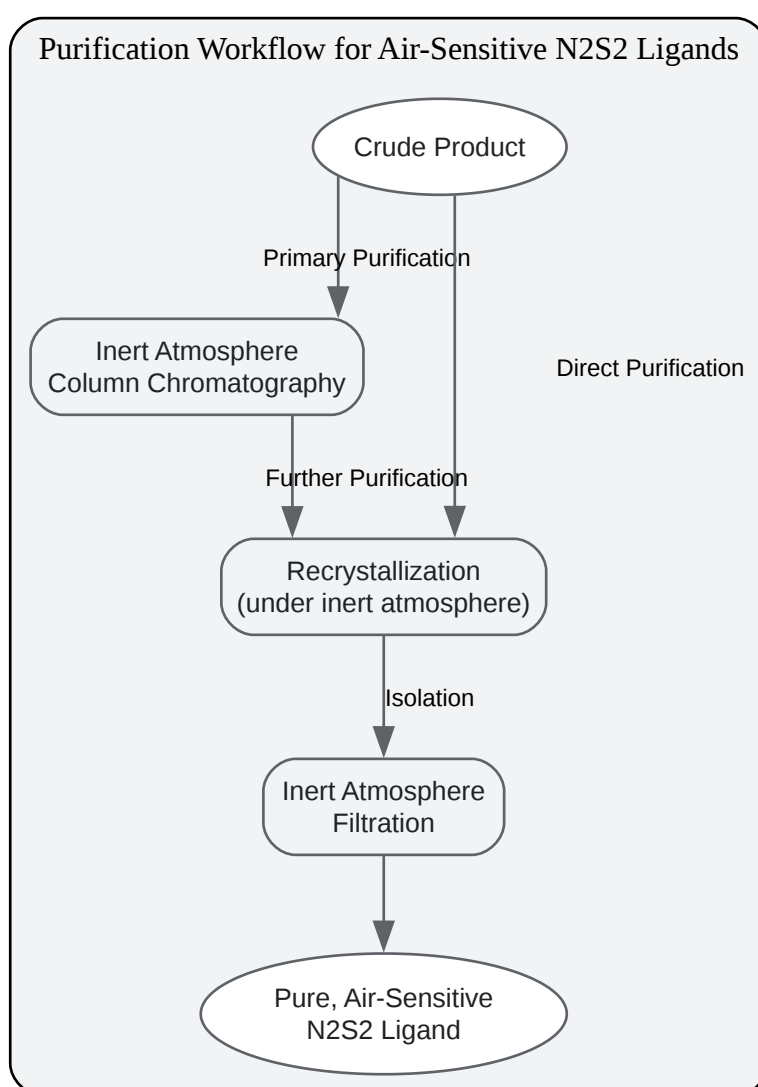 Purification Workflow for Air-Sensitive N2S2 Ligands
Crude Product
Primary Purification
Inert Atmosphere
Column Chromatography
Direct Purification
Further Purification
Recrystallization
(under inert atmosphere)
Isolation
Inert Atmosphere
Filtration
Pure, Air-Sensitive
N2S2 Ligand